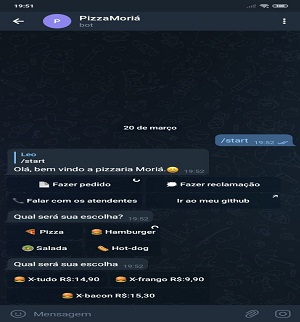 19:51
P
PizzaMoriá
bot
20 de março
/start 19:52
Leo
/start
Olá, bem vindo a pizzaria Moriá. 19:52
Fazer pedido
Fazer reclamação
Falar com os atendentes
Ir ao meu github
Qual será sua escolha? 19:52
Pizza
Hamburger
Salada
Hot-dog
Qual será sua escolha 19:52
X-tudo R$:14,90
X-frango R$:9,90
X-bacon R$:15,30
Mensagem